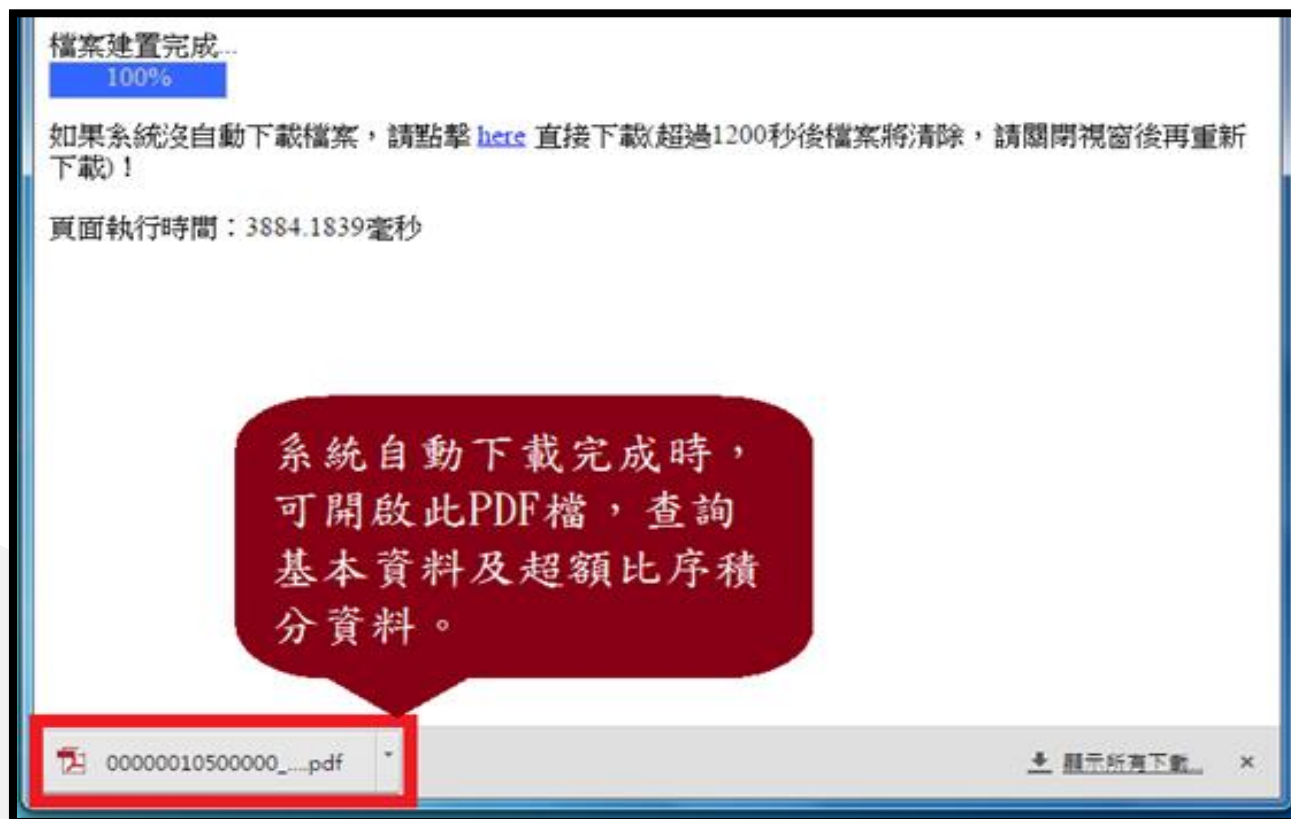 檔案建置完成...
100%
如果系統沒自動下載檔案，請點擊 here 直接下載(超過1200秒後檔案將清除，請關閉視窗後再重新
下載)！
頁面執行時間：3884.1839毫秒
系統自動下載完成時，
可開啟此PDF檔，查詢
基本資料及超額比序積
分資料。
00000010500000_....pdf
顯示所有下載...